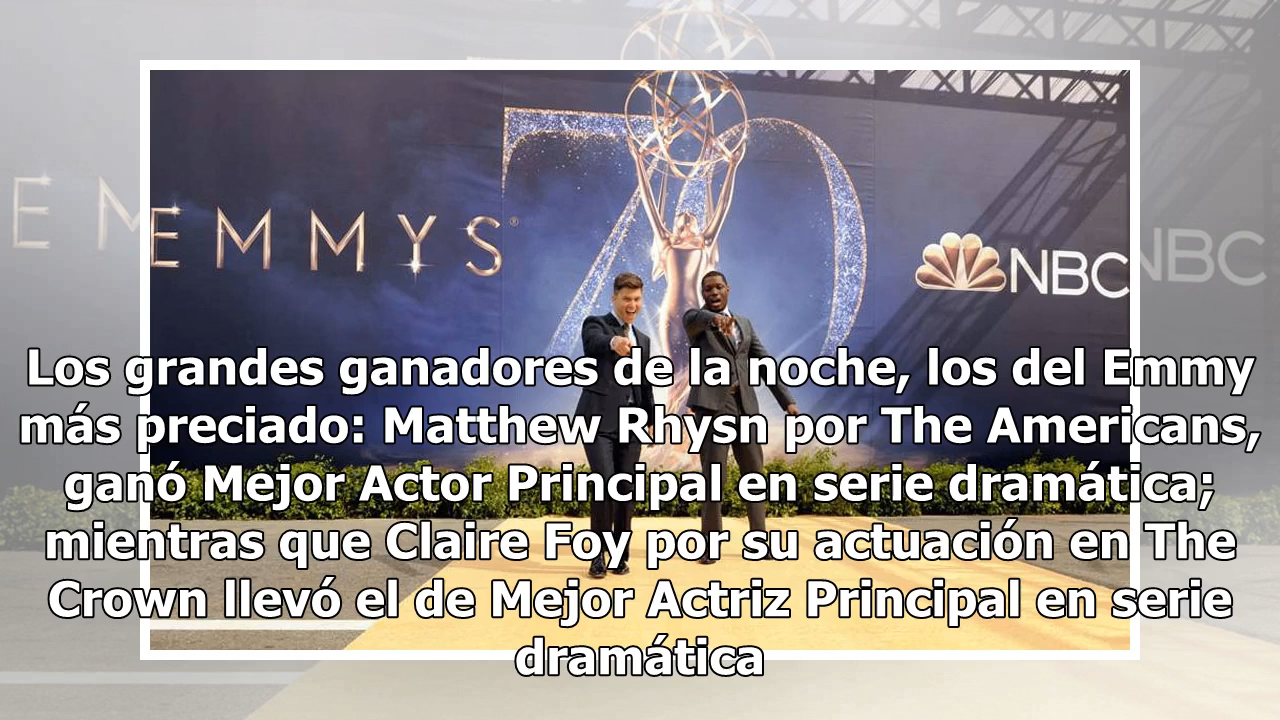 EMMYS®
70
NBC
Los grandes ganadores de la noche, los del Emmy
más preciado: Matthew Rhysn por The Americans,
ganó Mejor Actor Principal en serie dramática;
mientras que Claire Foy por su actuación en The
Crown llevó el de Mejor Actriz Principal en serie
dramática